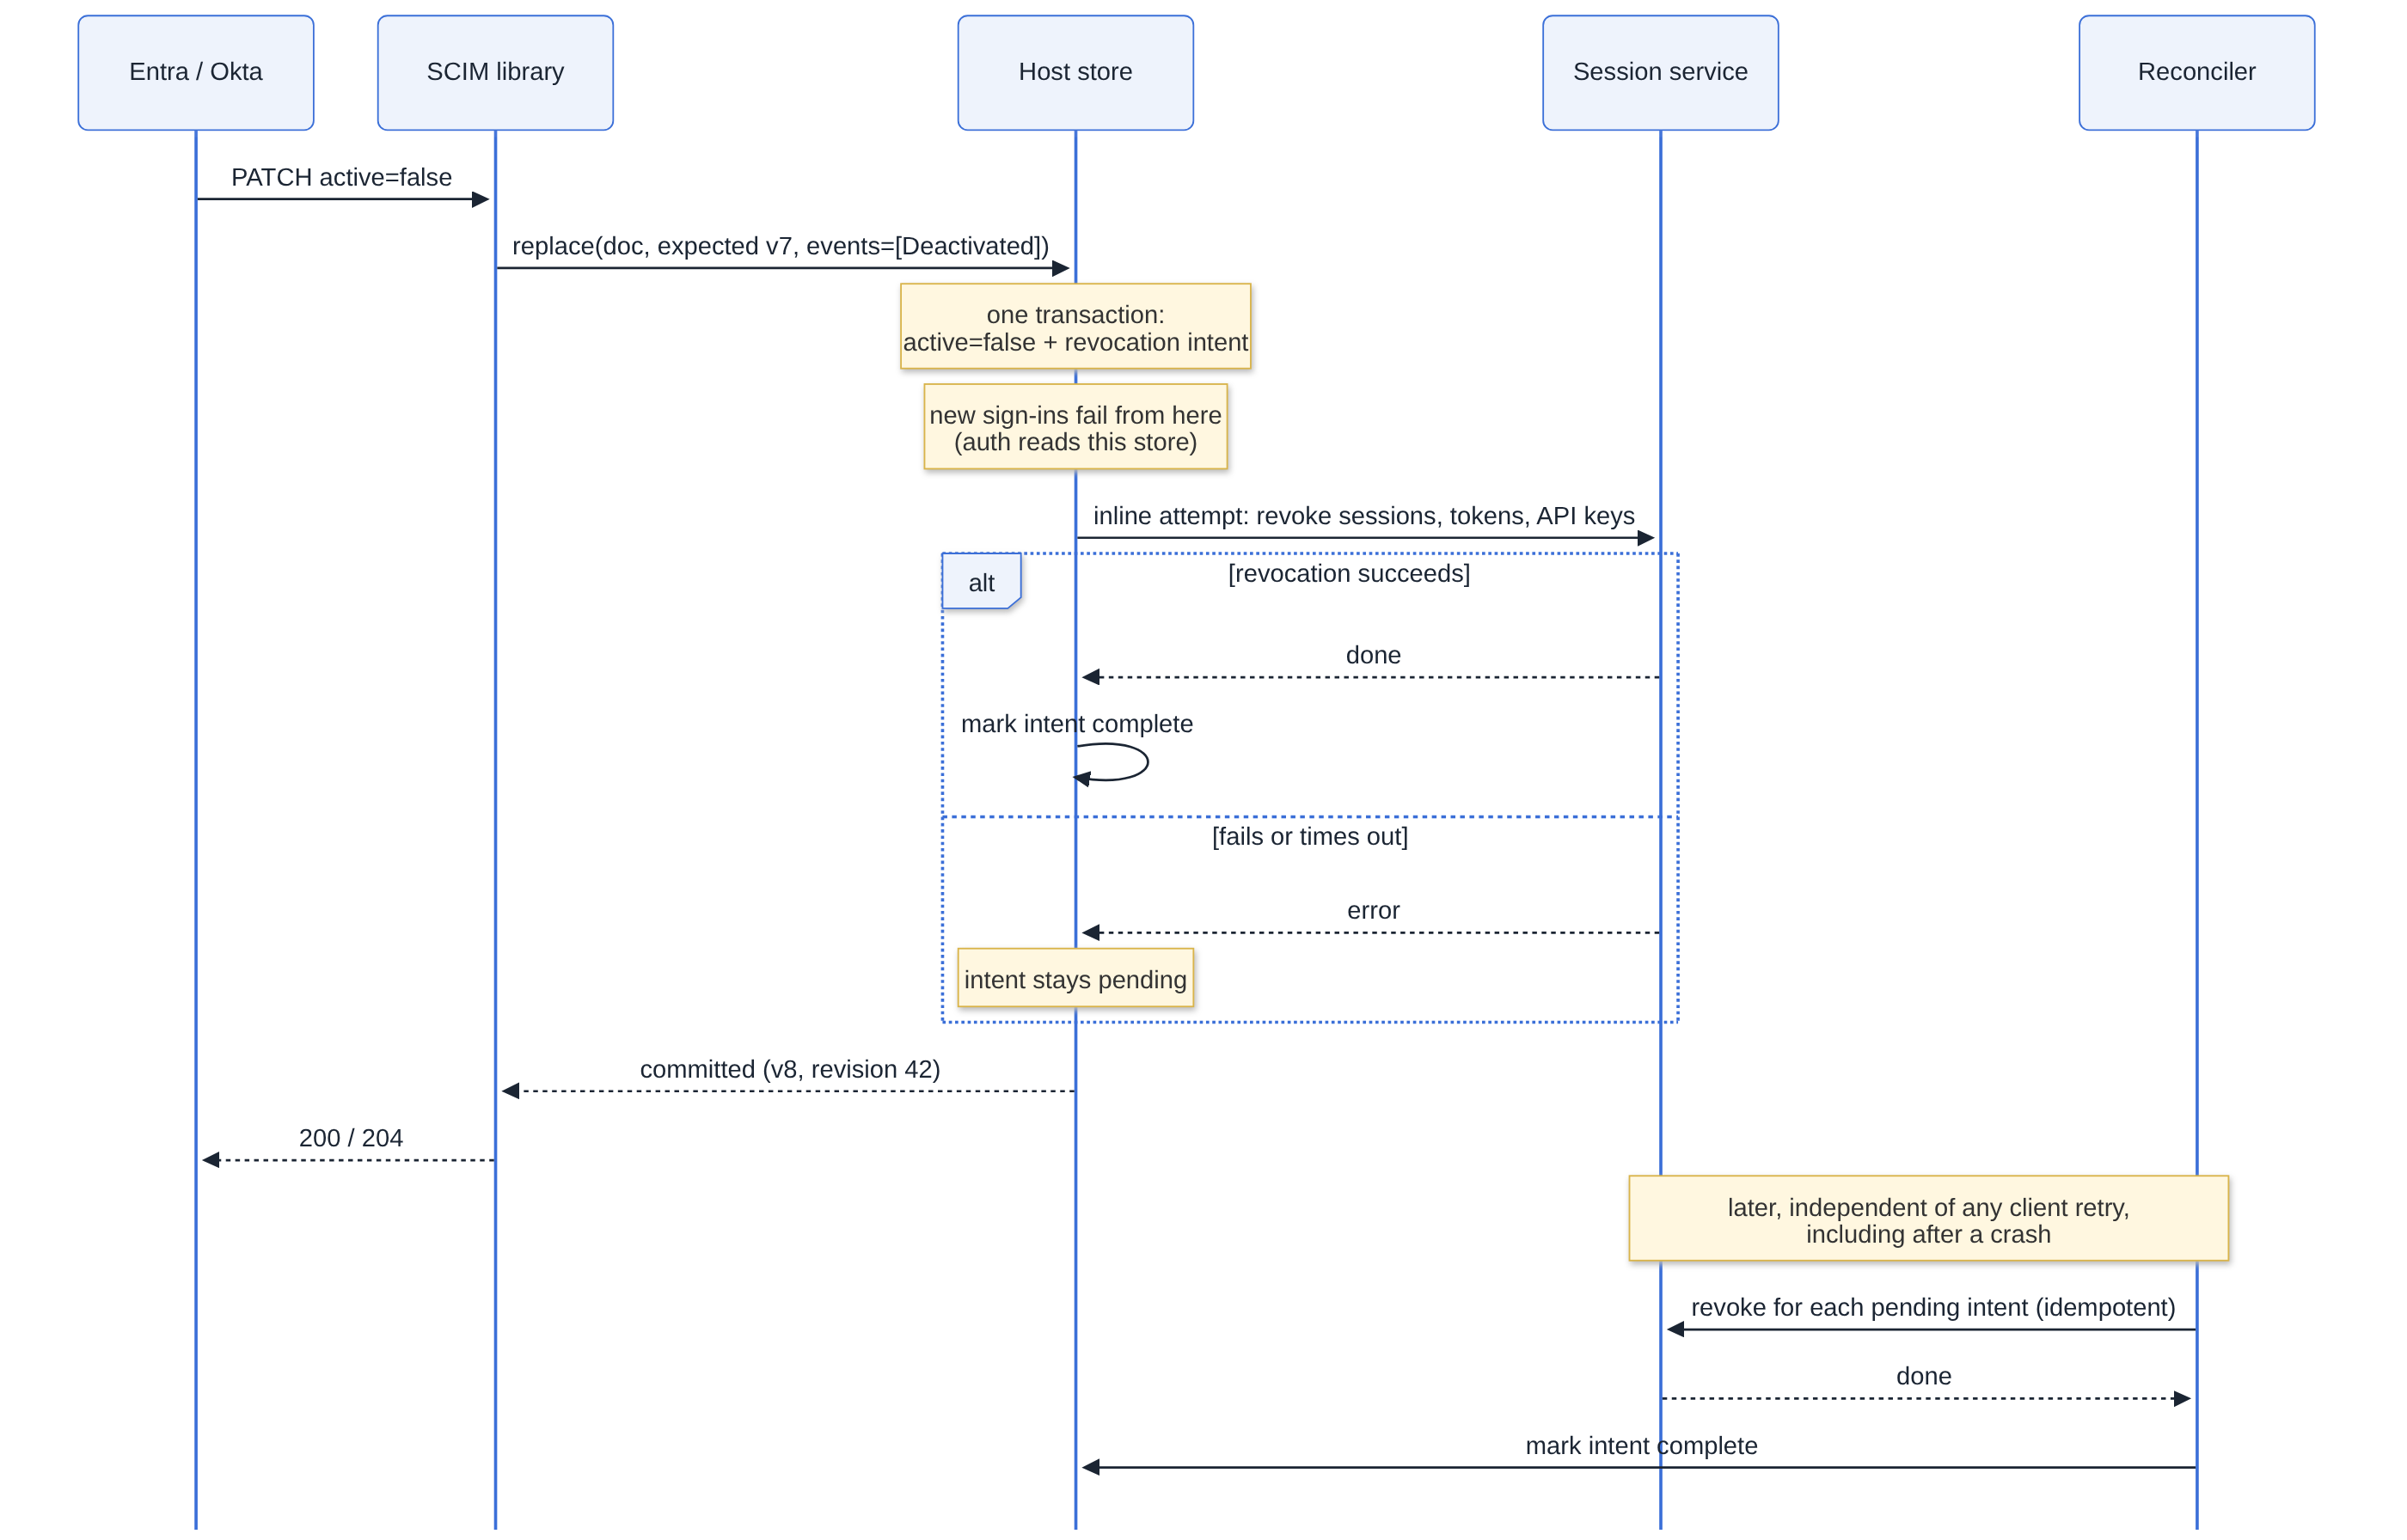 Entra / Okta
SCIM library
Host store
Session service
Reconciler
PATCH active=false
replace(doc, expected v7, events=[Deactivated])
one transaction:
active=false + revocation intent
new sign-ins fail from here
(auth reads this store)
inline attempt: revoke sessions, tokens, API keys
alt
[revocation succeeds]
done
mark intent complete
[fails or times out]
error
intent stays pending
committed (v8, revision 42)
200 / 204
later, independent of any client retry,
including after a crash
revoke for each pending intent (idempotent)
done
mark intent complete